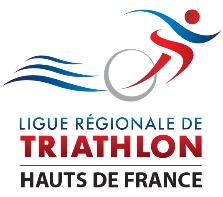 LIGUE RÉGIONALE DE
TRIATHLON
HAUTS DE FRANCE